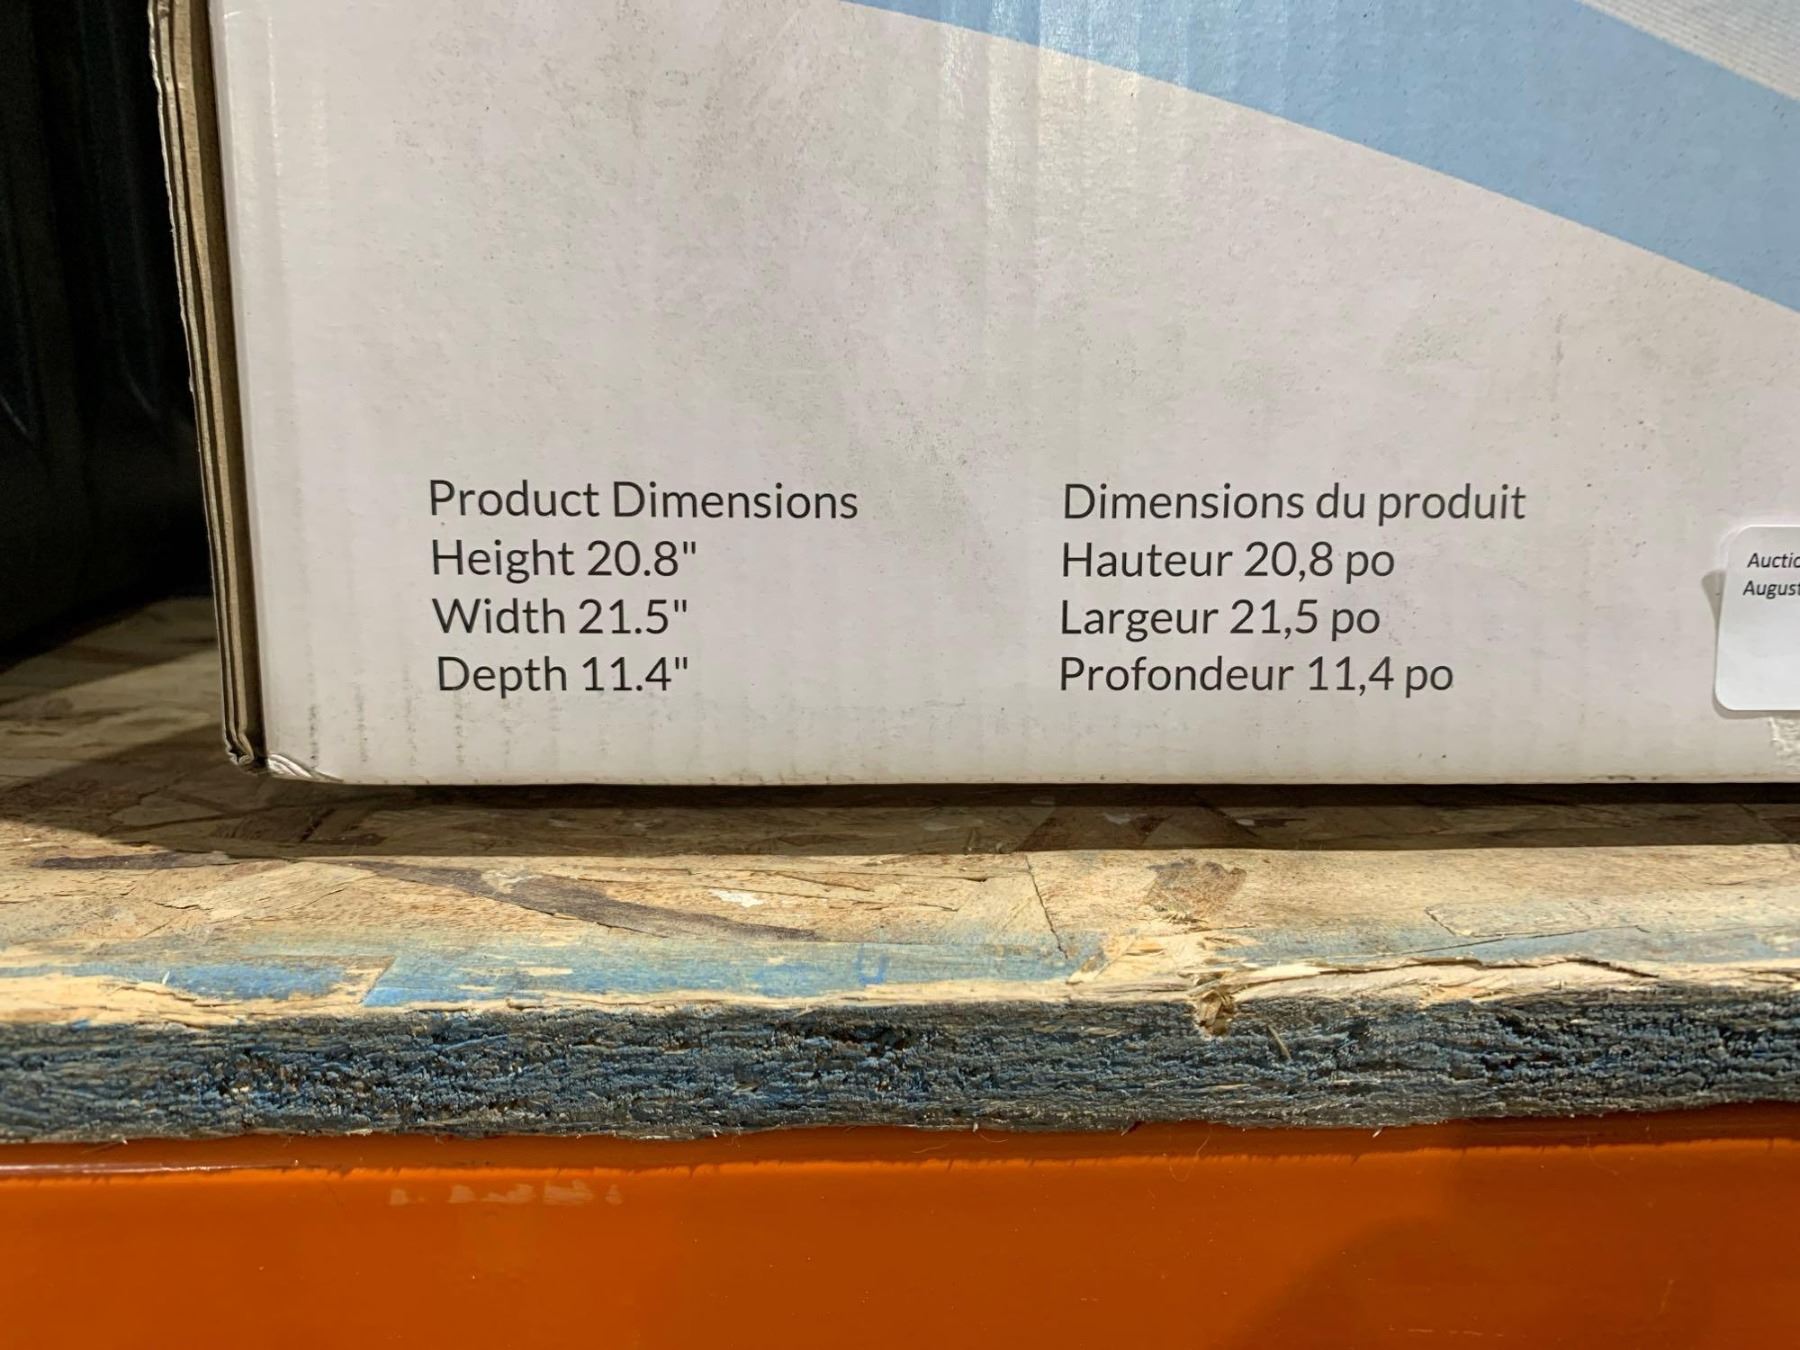 Product Dimensions
Height 20.8"
Width 21.5"
Depth 11.4"
Dimensions du produit
Hauteur 20,8 po
Largeur 21,5 po
Profondeur 11,4 po
August